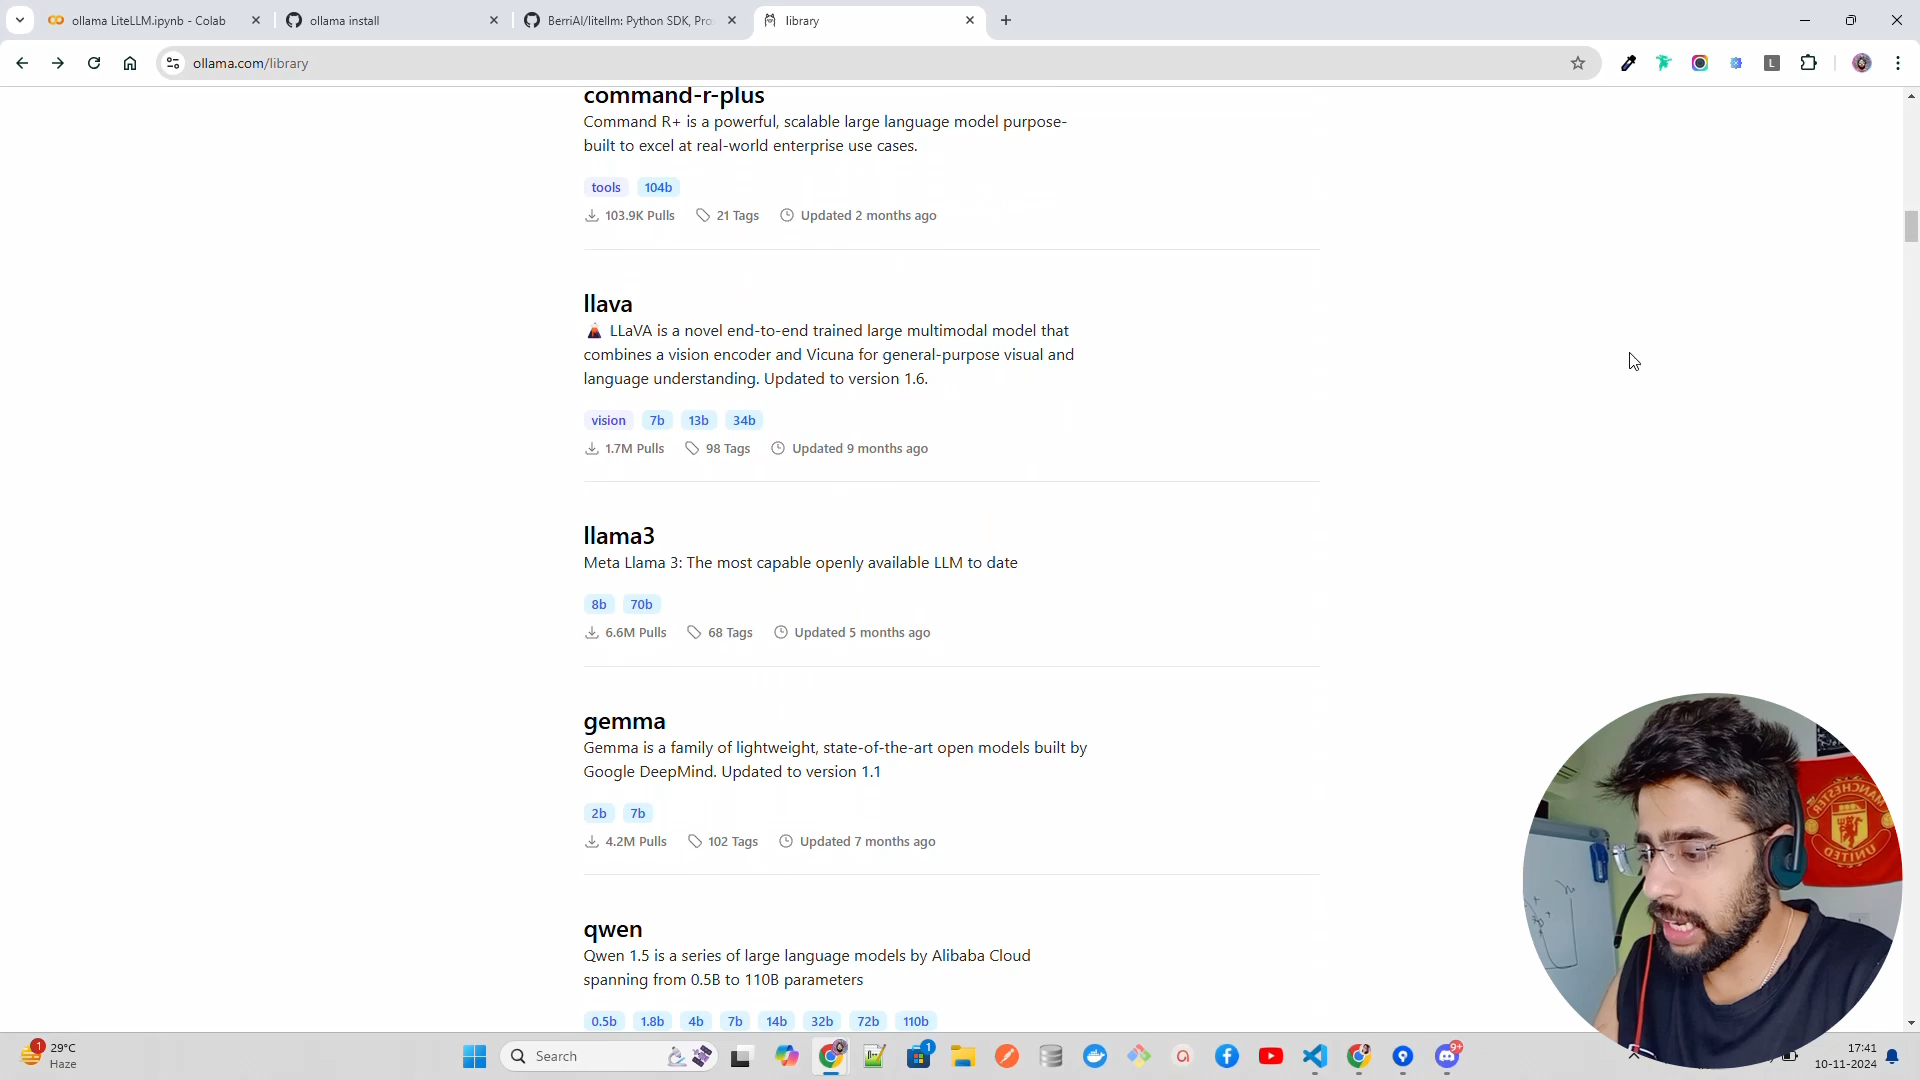 ollama LiteLLM.ipynb - Colab
ollama install
BerriAI/litellm: Python SDK, Pro
library
ollama.com/library
L
command-r-plus
Command R+ is a powerful, scalable large language model purpose-
built to excel at real-world enterprise use cases.
tools 104b
103.9K Pulls 21 Tags Updated 2 months ago
llava
🌋 LLaVA is a novel end-to-end trained large multimodal model that
combines a vision encoder and Vicuna for general-purpose visual and
language understanding. Updated to version 1.6.
vision 7b 13b 34b
1.7M Pulls 98 Tags Updated 9 months ago
llama3
Meta Llama 3: The most capable openly available LLM to date
8b 70b
6.6M Pulls 68 Tags Updated 5 months ago
gemma
Gemma is a family of lightweight, state-of-the-art open models built by
Google DeepMind. Updated to version 1.1
2b 7b
4.2M Pulls 102 Tags Updated 7 months ago
MANCHESTER
UNITED
qwen
Qwen 1.5 is a series of large language models by Alibaba Cloud
spanning from 0.5B to 110B parameters
0.5b 1.8b 4b 7b 14b 32b 72b 110b
1
29°C
Haze
Search
1
9+
17:41
10-11-2024